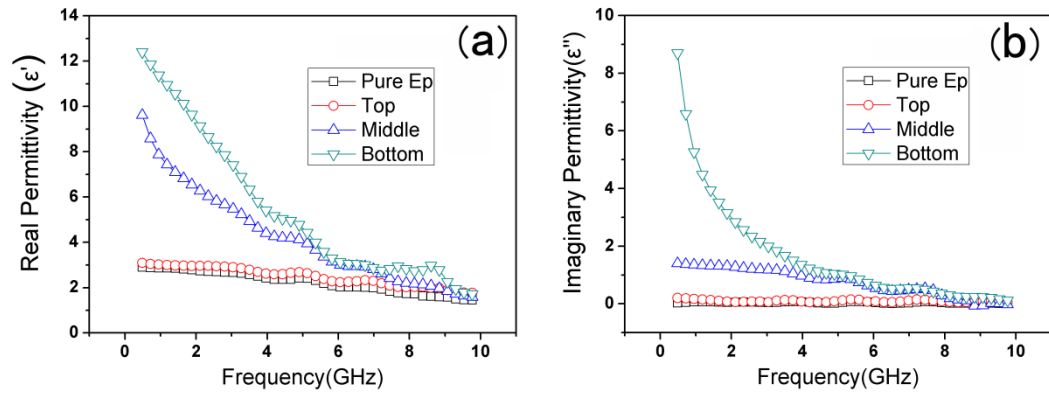 (a)
Real Permittivity (ε')
14
12
10
8
6
4
2
0
Pure Ep
Top
Middle
Bottom
0 2 4 6 8 10
Frequency(GHz)
(b)
Imaginary Permittivity(ε'')
10
8
6
4
2
0
Pure Ep
Top
Middle
Bottom
0 2 4 6 8 10
Frequency(GHz)